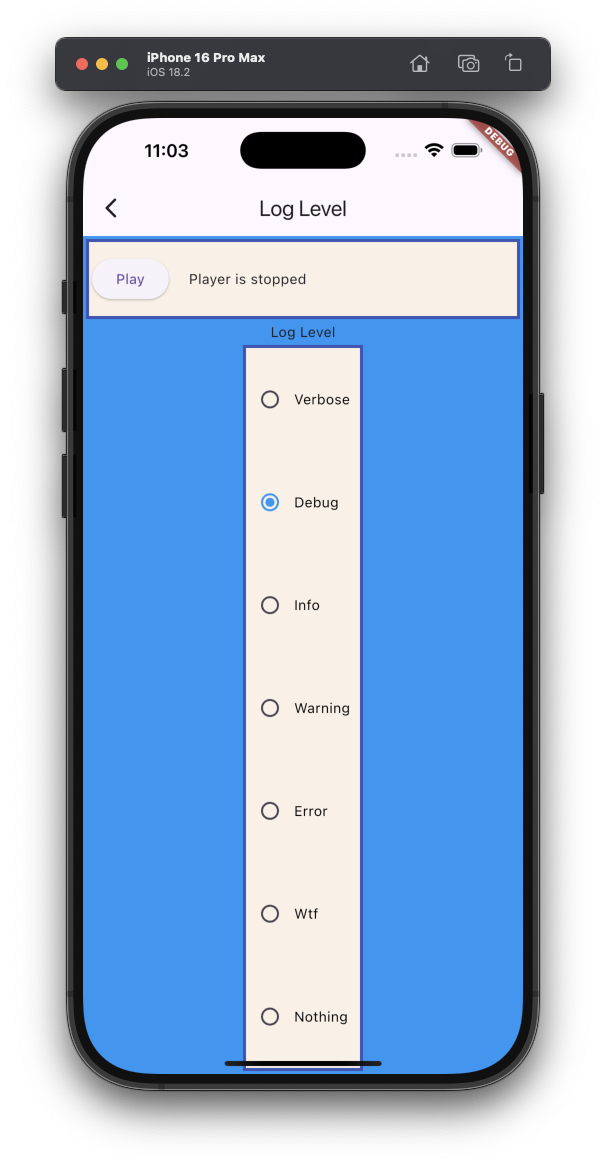 iPhone 16 Pro Max
iOS 18.2
11:03
DEBUG
Log Level
Play Player is stopped
Log Level
Verbose
Debug
Info
Warning
Error
Wtf
Nothing